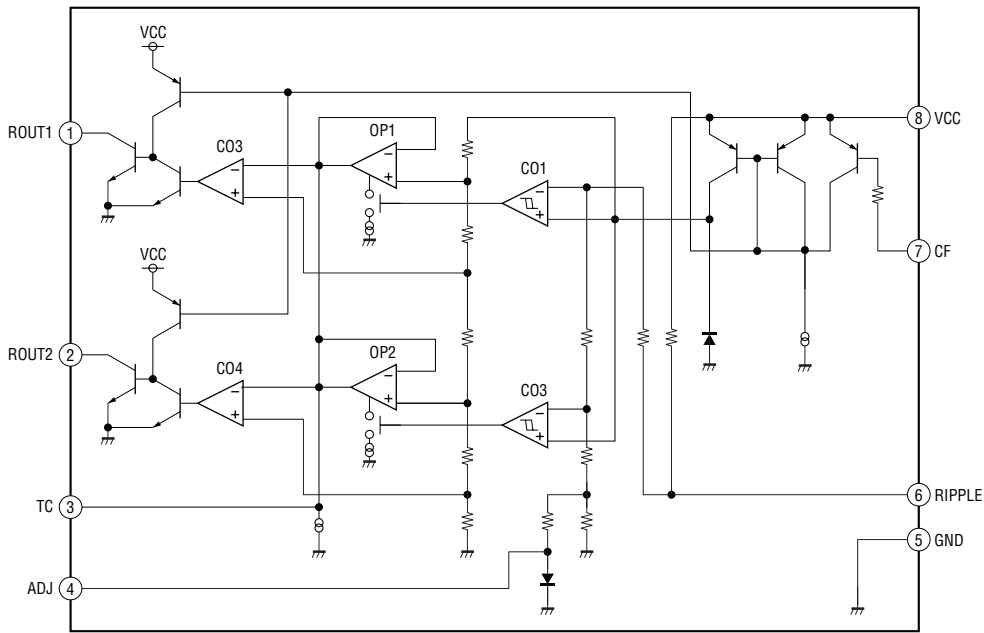 VCC
ROUT1 1
CO3
- +
OP1
- +
CO1
- +
8 VCC
7 CF
VCC
ROUT2 2
CO4
- +
OP2
- +
CO3
- +
TC 3
6 RIPPLE
5 GND
ADJ 4